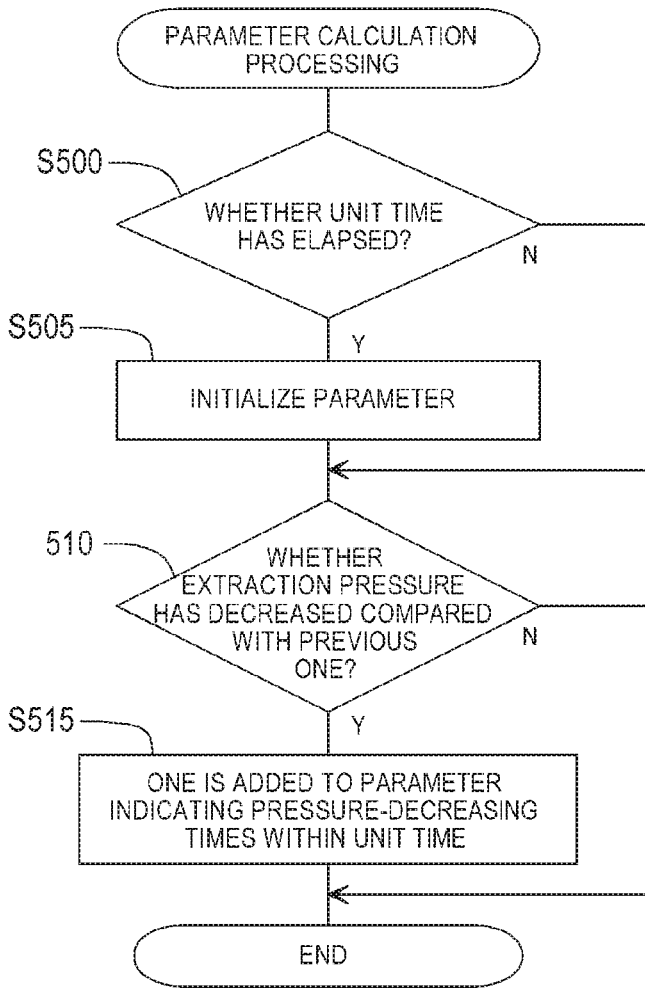 PARAMETER CALCULATION
PROCESSING
S500
WHETHER UNIT TIME
HAS ELAPSED?
N
Y
S505
INITIALIZE PARAMETER
510
WHETHER
EXTRACTION PRESSURE
HAS DECREASED COMPARED
WITH PREVIOUS
ONE?
N
Y
S515
ONE IS ADDED TO PARAMETER
INDICATING PRESSURE-DECREASING
TIMES WITHIN UNIT TIME
END